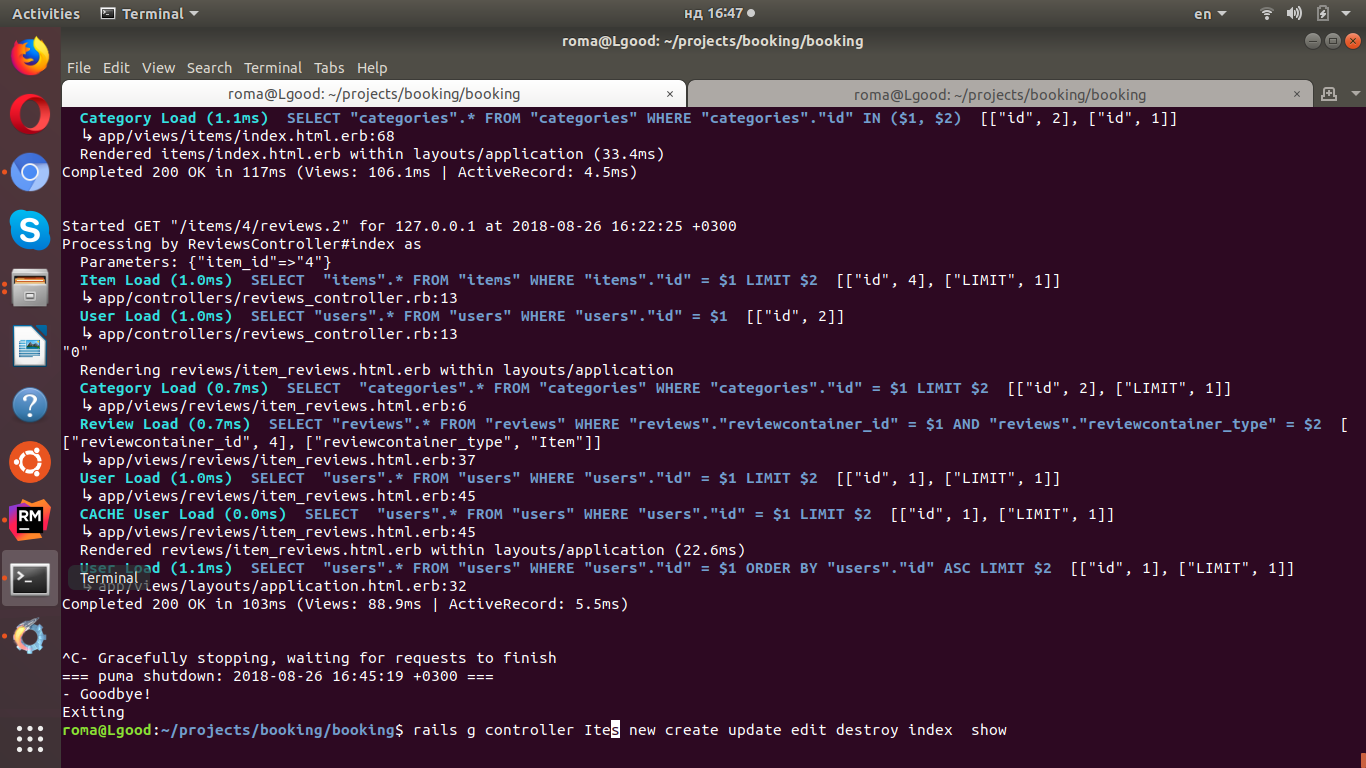 Activities Terminal нд 16:47 en
roma@Lgood: ~/projects/booking/booking
File Edit View Search Terminal Tabs Help
roma@Lgood: ~/projects/booking/booking × roma@Lgood: ~/projects/booking/booking ×
Category Load (1.1ms)  SELECT "categories".* FROM "categories" WHERE "categories"."id" IN ($1, $2)  [["id", 2], ["id", 1]]
↳ app/views/items/index.html.erb:68
Rendered items/index.html.erb within layouts/application (33.4ms)
Completed 200 OK in 117ms (Views: 106.1ms | ActiveRecord: 4.5ms)
Started GET "/items/4/reviews.2" for 127.0.0.1 at 2018-08-26 16:22:25 +0300
Processing by ReviewsController#index as
Parameters: {"item_id"=>"4"}
Item Load (1.0ms)  SELECT  "items".* FROM "items" WHERE "items"."id" = $1 LIMIT $2  [["id", 4], ["LIMIT", 1]]
↳ app/controllers/reviews_controller.rb:13
User Load (1.0ms)  SELECT "users".* FROM "users" WHERE "users"."id" = $1  [["id", 2]]
↳ app/controllers/reviews_controller.rb:13
"0"
Rendering reviews/item_reviews.html.erb within layouts/application
Category Load (0.7ms)  SELECT  "categories".* FROM "categories" WHERE "categories"."id" = $1 LIMIT $2  [["id", 2], ["LIMIT", 1]]
↳ app/views/reviews/item_reviews.html.erb:6
Review Load (0.7ms)  SELECT "reviews".* FROM "reviews" WHERE "reviews"."reviewcontainer_id" = $1 AND "reviews"."reviewcontainer_type" = $2  [
["reviewcontainer_id", 4], ["reviewcontainer_type", "Item"]]
↳ app/views/reviews/item_reviews.html.erb:37
User Load (1.0ms)  SELECT  "users".* FROM "users" WHERE "users"."id" = $1 LIMIT $2  [["id", 1], ["LIMIT", 1]]
↳ app/views/reviews/item_reviews.html.erb:45
CACHE User Load (0.0ms)  SELECT  "users".* FROM "users" WHERE "users"."id" = $1 LIMIT $2  [["id", 1], ["LIMIT", 1]]
↳ app/views/reviews/item_reviews.html.erb:45
Rendered reviews/item_reviews.html.erb within layouts/application (22.6ms)
User Load (1.1ms)  SELECT  "users".* FROM "users" WHERE "users"."id" = $1 ORDER BY "users"."id" ASC LIMIT $2  [["id", 1], ["LIMIT", 1]]
Terminal
↳ app/views/layouts/application.html.erb:32
Completed 200 OK in 103ms (Views: 88.9ms | ActiveRecord: 5.5ms)
^C- Gracefully stopping, waiting for requests to finish
=== puma shutdown: 2018-08-26 16:45:19 +0300 ===
- Goodbye!
Exiting
roma@Lgood:~/projects/booking/booking$ rails g controller Ites new create update edit destroy index  show
RM